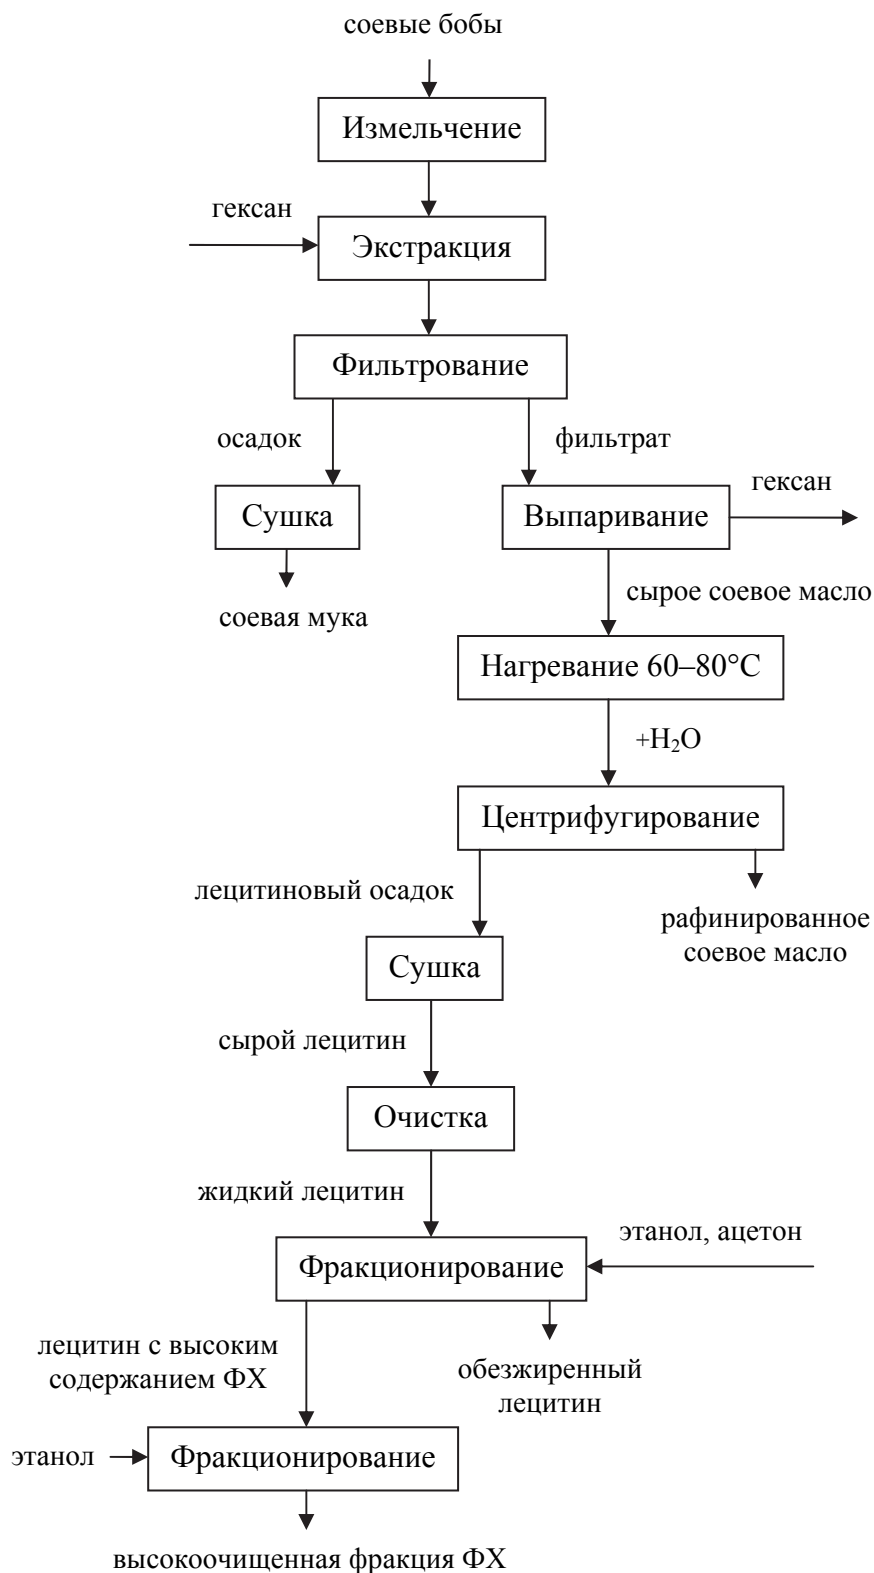 соевые бобы
Измельчение
гексан
Экстракция
Фильтрование
осадок
фильтрат
Сушка
Выпаривание
гексан
соевая мука
сырое соевое масло
Нагревание 60–80°С
+H₂O
Центрифугирование
лецитиновый осадок
рафинированное
соевое масло
Сушка
сырой лецитин
Очистка
жидкий лецитин
этанол, ацетон
Фракционирование
лецитин с высоким
содержанием ФХ
обезжиренный
лецитин
этанол
Фракционирование
высокоочищенная фракция ФХ